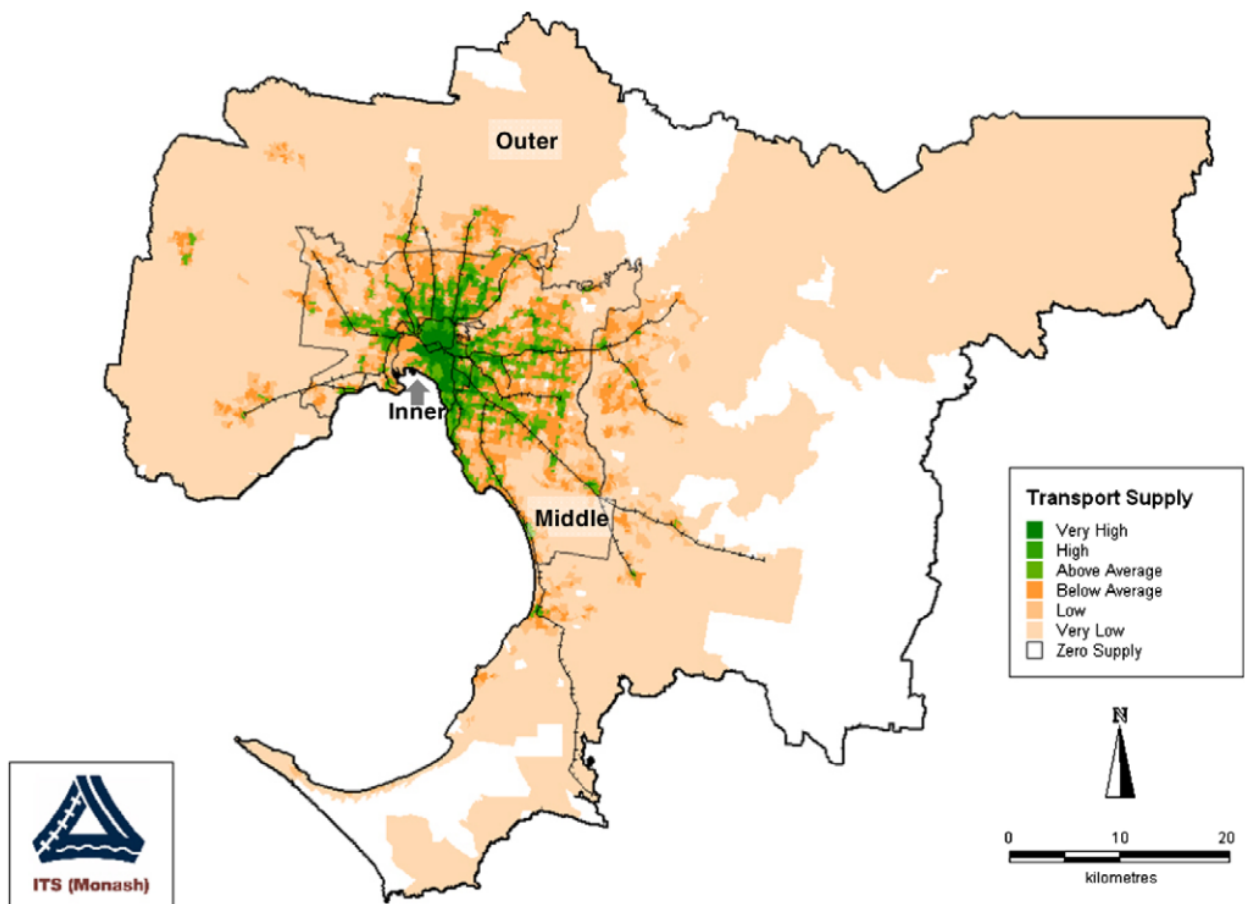 Outer
Inner
Middle
Transport Supply
Very High
High
Above Average
Below Average
Low
Very Low
Zero Supply
N
0 10 20
kilometres
ITS (Monash)